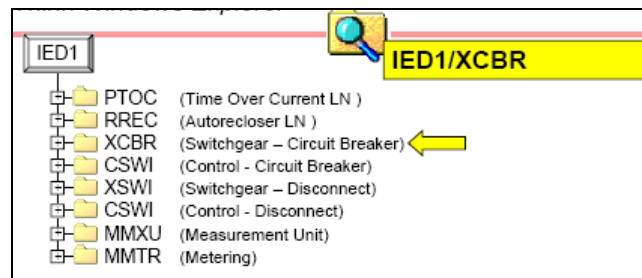 IED1
IED1/XCBR
PTOC (Time Over Current LN )
RREC (Autorecloser LN )
XCBR (Switchgear – Circuit Breaker)
CSWI (Control - Circuit Breaker)
XSWI (Switchgear – Disconnect)
CSWI (Control - Disconnect)
MMXU (Measurement Unit)
MMTR (Metering)